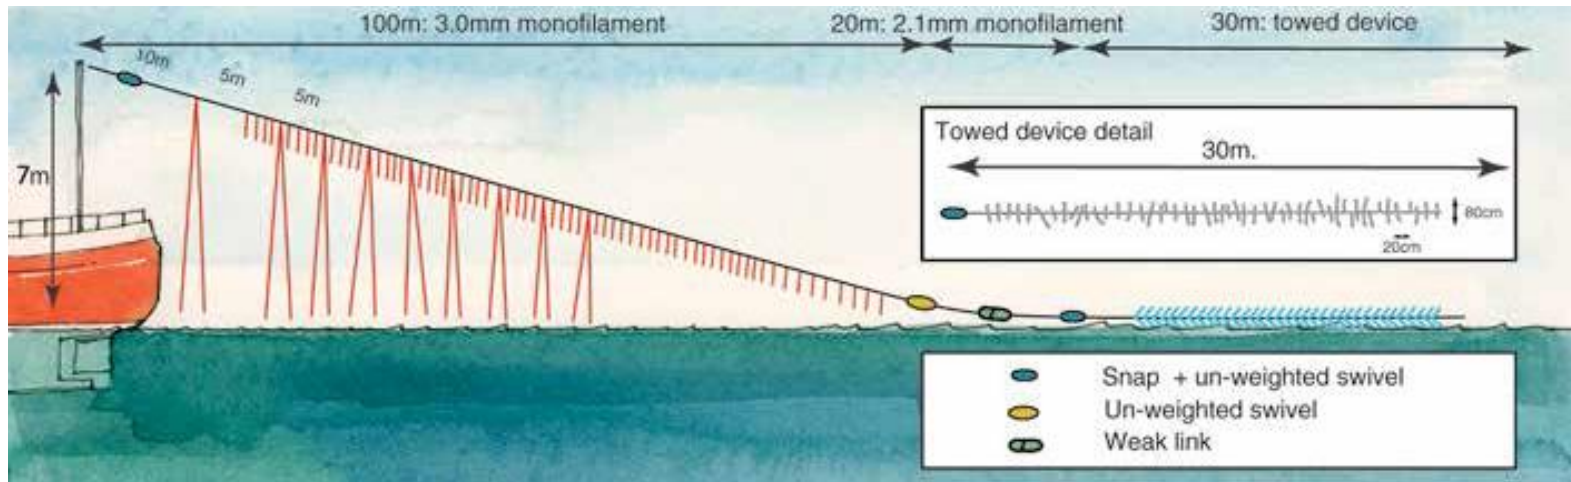 100m: 3.0mm monofilament
20m: 2.1mm monofilament
30m: towed device
10m
5m
5m
7m
Towed device detail
30m.
80cm
20cm
Snap + un-weighted swivel
Un-weighted swivel
Weak link